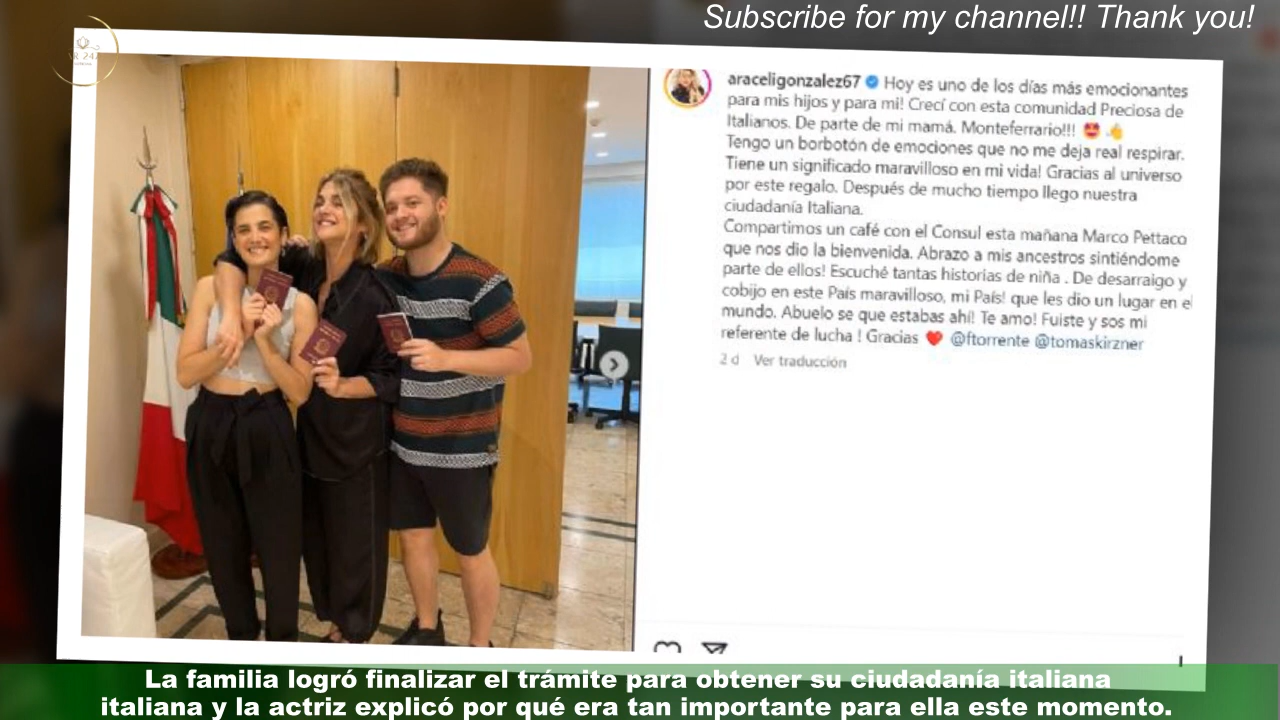 Subscribe for my channel!! Thank you!
araceligonzalez67 Hoy es uno de los días más emocionantes
para mis hijos y para mi! Crecí con esta comunidad Preciosa de
Italianos. De parte de mi mamá. Monteferrario!!! 🤩 👍
Tengo un borbotón de emociones que no me deja real respirar.
Tiene un significado maravilloso en mi vida! Gracias al universo
por este regalo. Después de mucho tiempo llego nuestra
ciudadanía Italiana.
Compartimos un café con el Consul esta mañana Marco Pettaco
que nos dio la bienvenida. Abrazo a mis ancestros sintiéndome
parte de ellos! Escuché tantas historias de niña . De desarraigo y
cobijo en este País maravilloso, mi País! que les dio un lugar en el
mundo. Abuelo se que estabas ahí! Te amo! Fuiste y sos mi
referente de lucha ! Gracias ❤️ @ftorrente @tomaskirzner
2 d Ver traducción
La familia logró finalizar el trámite para obtener su ciudadanía italiana
italiana y la actriz explicó por qué era tan importante para ella este momento.